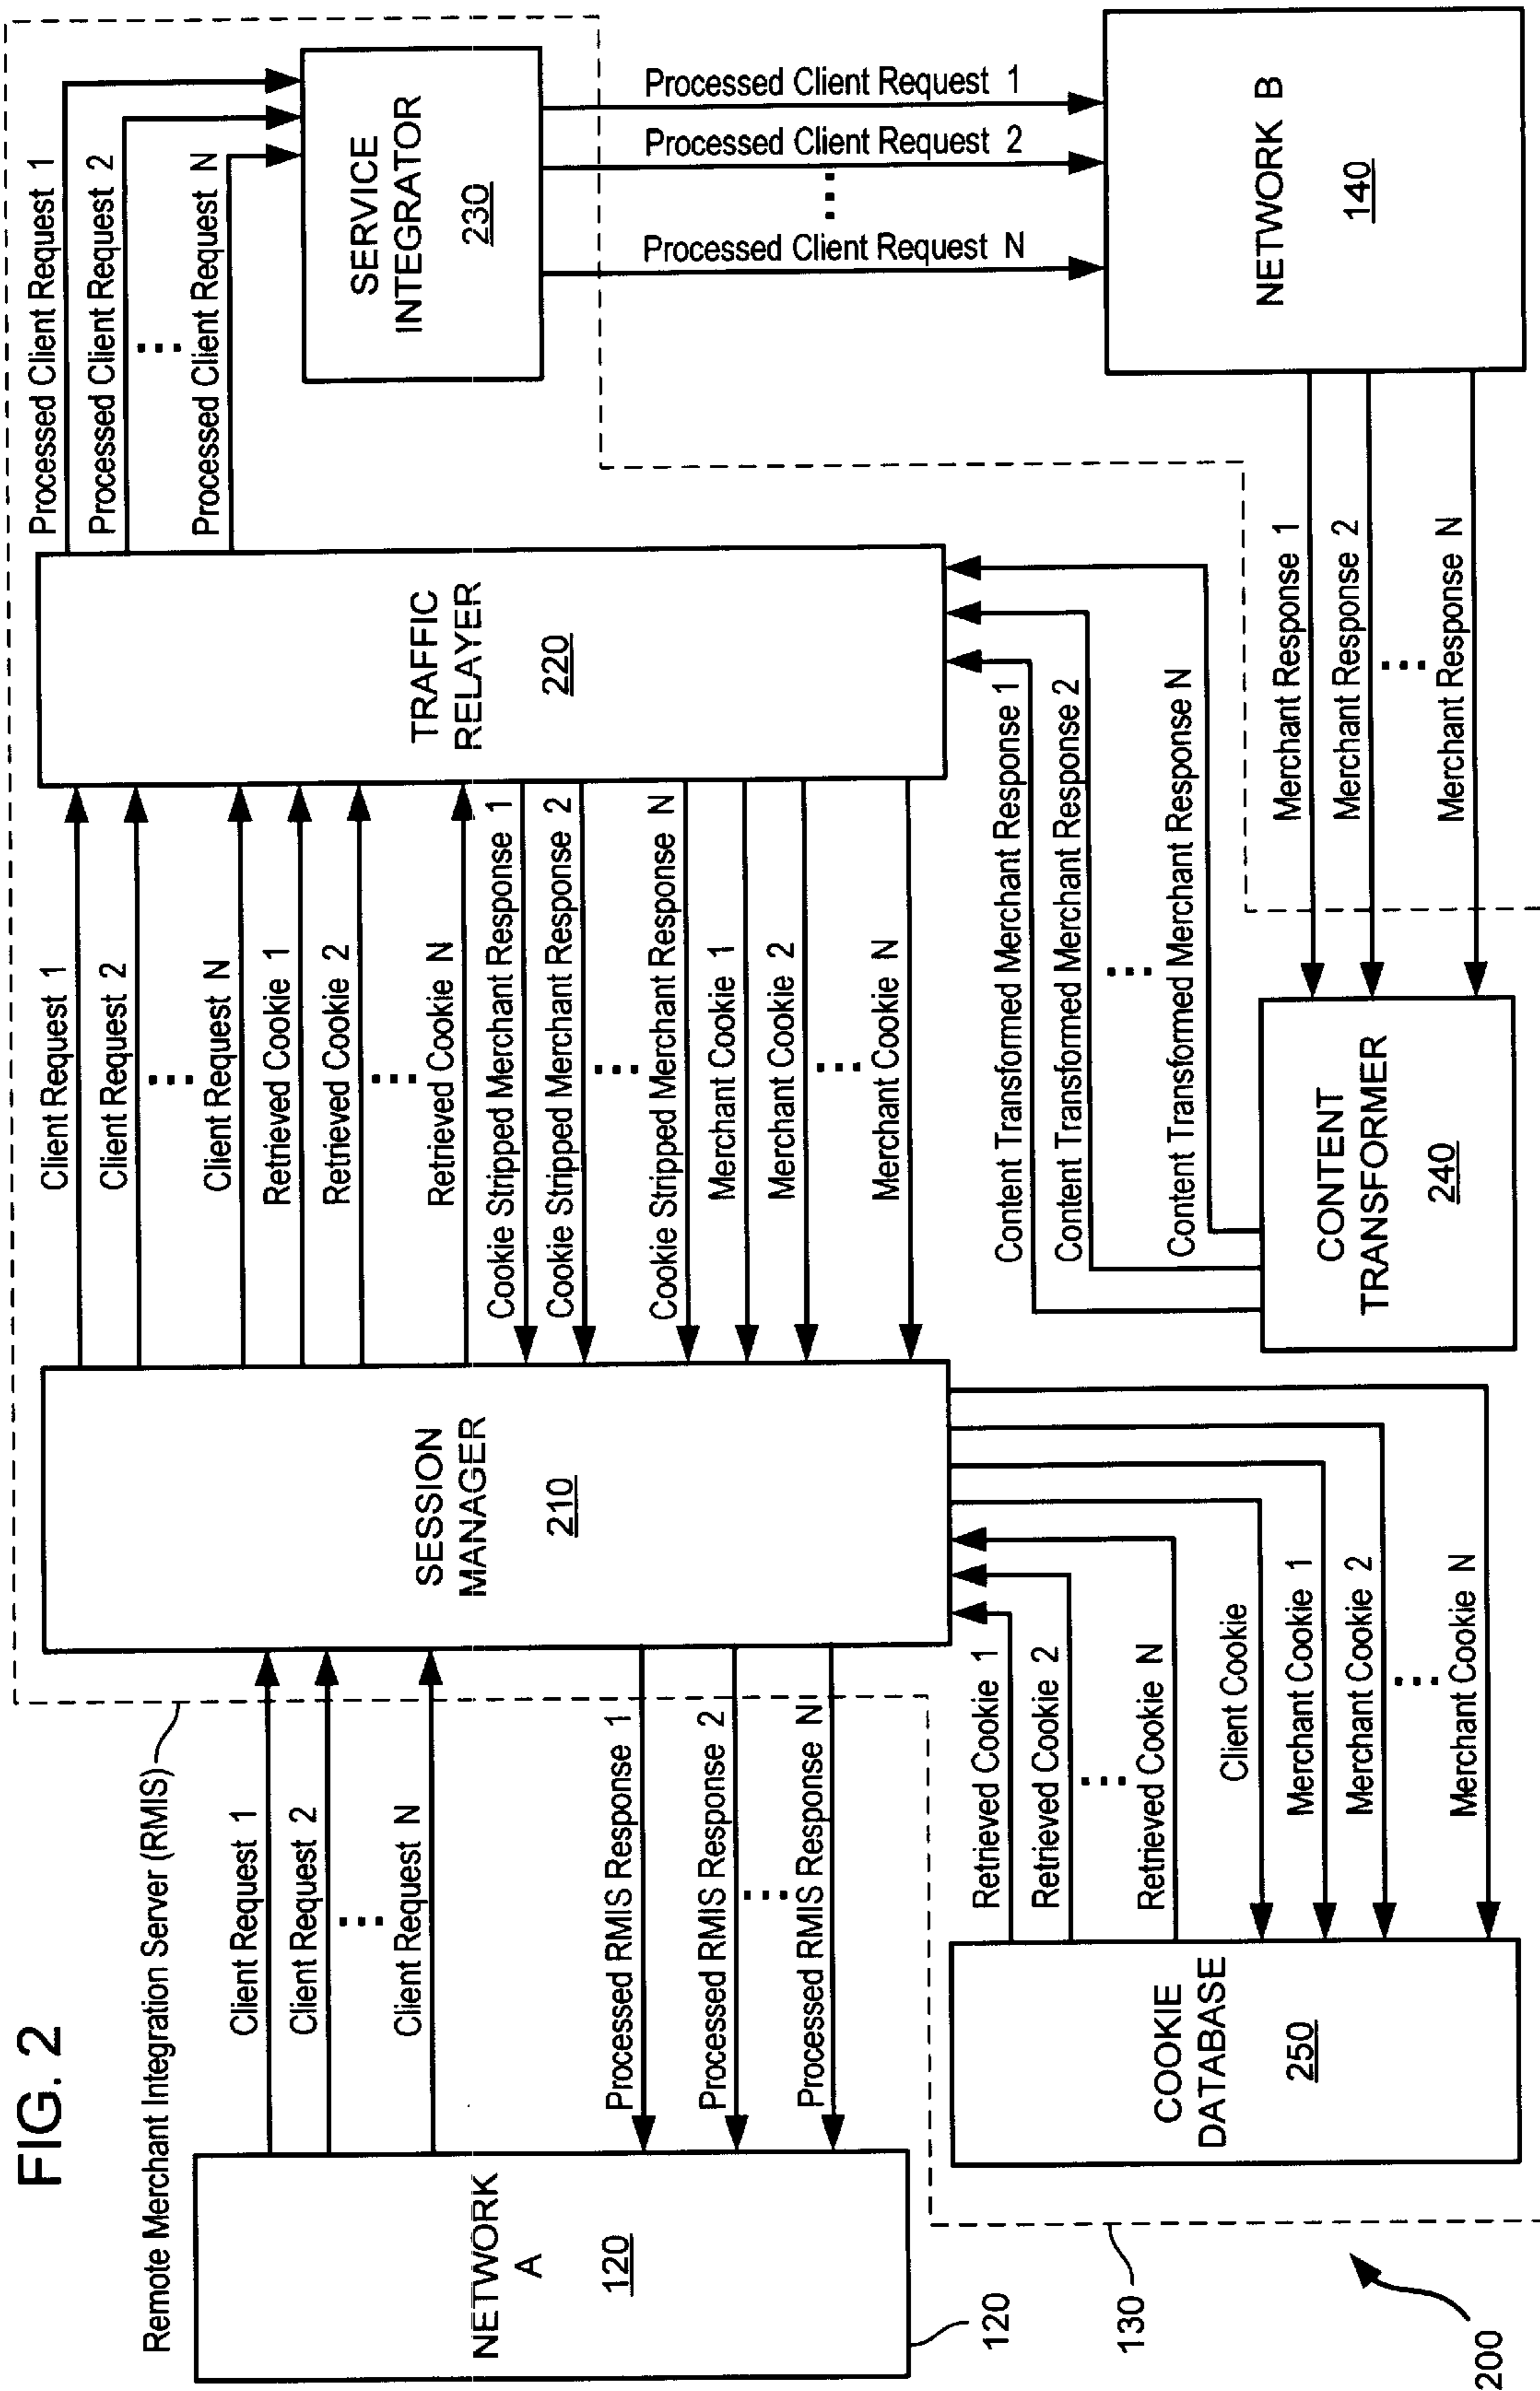 FIG. 2
Remote Merchant Integration Server (RMIS)
NETWORK
A
120
120
Client Request 1
Client Request 2
...
Client Request N
Processed RMIS Response 1
Processed RMIS Response 2
...
Processed RMIS Response N
SESSION
MANAGER
210
Client Request 1
Client Request 2
...
Client Request N
Retrieved Cookie 1
Retrieved Cookie 2
...
Retrieved Cookie N
Cookie Stripped Merchant Response 1
Cookie Stripped Merchant Response 2
...
Cookie Stripped Merchant Response N
Merchant Cookie 1
Merchant Cookie 2
...
Merchant Cookie N
TRAFFIC
RELAYER
220
Processed Client Request 1
Processed Client Request 2
...
Processed Client Request N
SERVICE
INTEGRATOR
230
Processed Client Request 1
Processed Client Request 2
...
Processed Client Request N
NETWORK B
140
Merchant Response 1
Merchant Response 2
...
Merchant Response N
CONTENT
TRANSFORMER
240
Content Transformed Merchant Response 1
Content Transformed Merchant Response 2
...
Content Transformed Merchant Response N
Retrieved Cookie 1
Retrieved Cookie 2
...
Retrieved Cookie N
Client Cookie
Merchant Cookie 1
Merchant Cookie 2
...
Merchant Cookie N
COOKIE
DATABASE
250
130
200